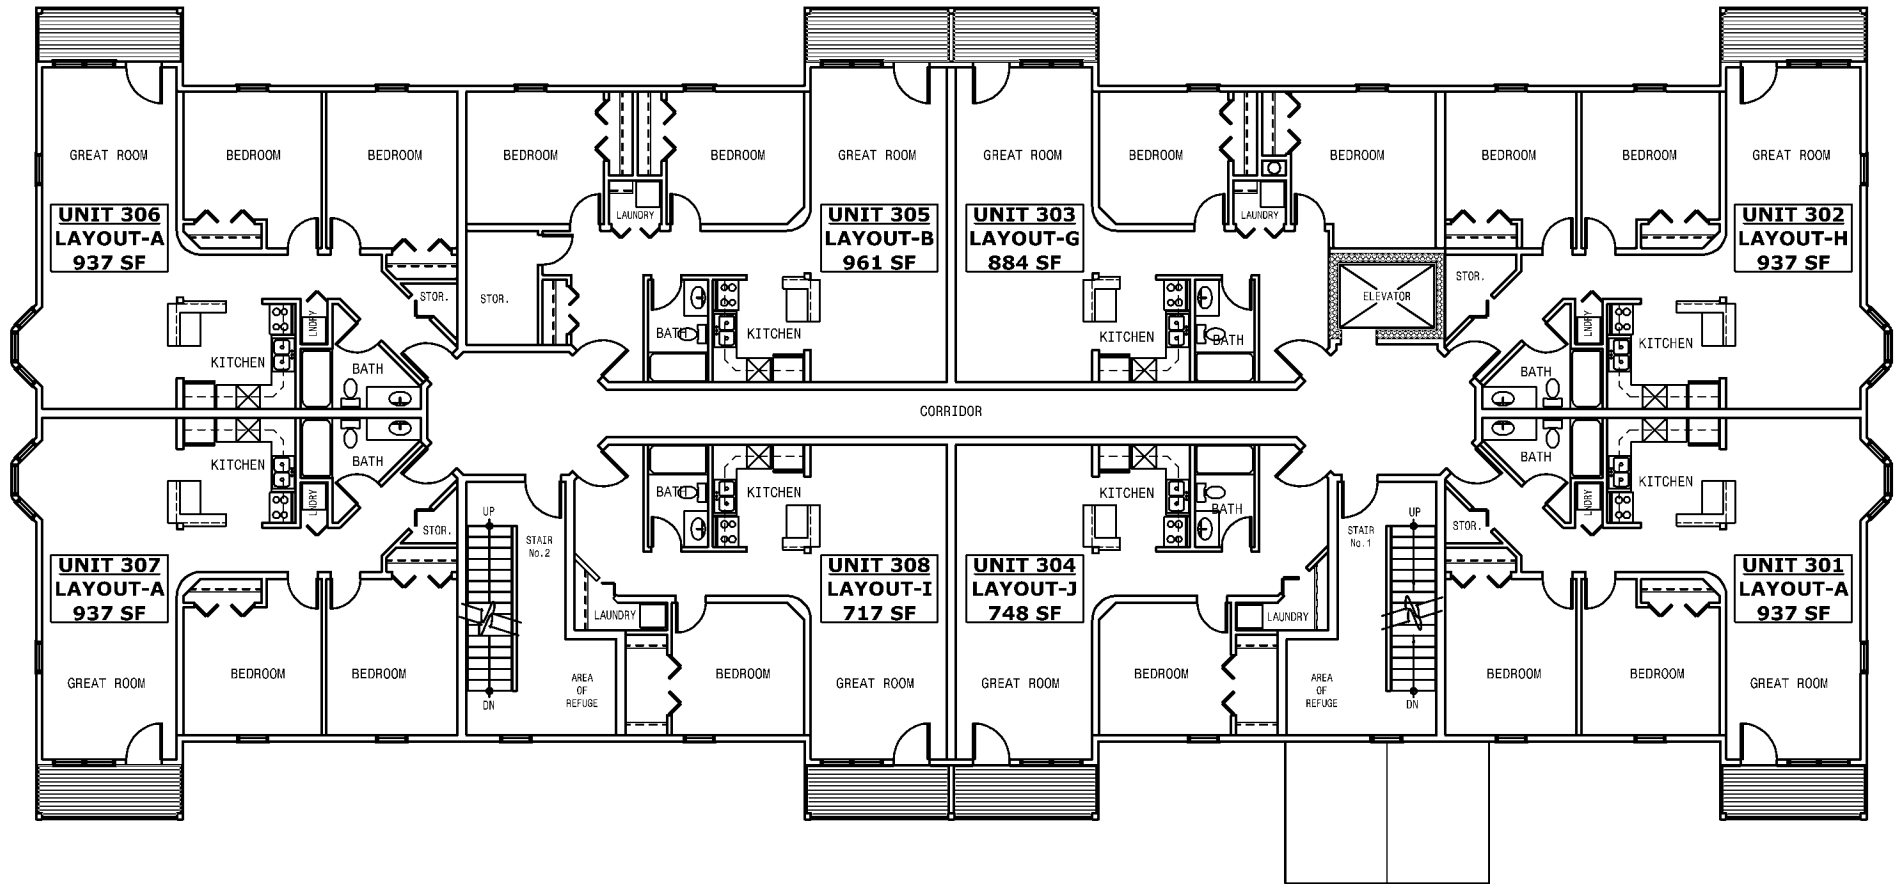 GREAT ROOM
BEDROOM
BEDROOM
BEDROOM
BEDROOM
GREAT ROOM
GREAT ROOM
BEDROOM
BEDROOM
BEDROOM
BEDROOM
GREAT ROOM
LAUNDRY
LAUNDRY
UNIT 306
LAYOUT-A
937 SF
UNIT 305
LAYOUT-B
961 SF
UNIT 303
LAYOUT-G
884 SF
UNIT 302
LAYOUT-H
937 SF
STOR.
STOR.
ELEVATOR
STOR.
LNDRY
KITCHEN
BATH
BATH
KITCHEN
KITCHEN
BATH
BATH
LNDRY
KITCHEN
CORRIDOR
KITCHEN
BATH
LNDRY
BATH
KITCHEN
KITCHEN
BATH
BATH
LNDRY
KITCHEN
STOR.
UP
STAIR
No.2
STAIR
No.1
UP
STOR.
UNIT 307
LAYOUT-A
937 SF
UNIT 308
LAYOUT-I
717 SF
UNIT 304
LAYOUT-J
748 SF
UNIT 301
LAYOUT-A
937 SF
LAUNDRY
LAUNDRY
GREAT ROOM
BEDROOM
BEDROOM
DN
AREA
OF
REFUGE
BEDROOM
GREAT ROOM
GREAT ROOM
BEDROOM
AREA
OF
REFUGE
DN
BEDROOM
BEDROOM
GREAT ROOM